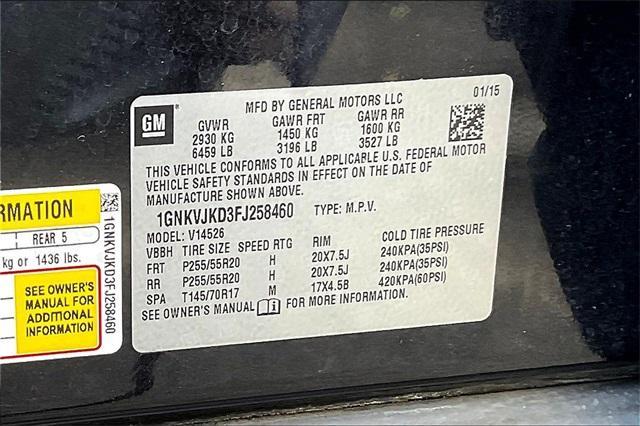 MFD BY GENERAL MOTORS LLC 01/15
GM
GVWR GAWR FRT GAWR RR
2930 KG 1450 KG 1600 KG
6459 LB 3196 LB 3527 LB
THIS VEHICLE CONFORMS TO ALL APPLICABLE U.S. FEDERAL MOTOR
VEHICLE SAFETY STANDARDS IN EFFECT ON THE DATE OF
MANUFACTURE SHOWN ABOVE.
1GNKVJKD3FJ258460 TYPE: M.P.V.
MODEL: V14526
VBBH TIRE SIZE SPEED RTG RIM COLD TIRE PRESSURE
FRT P255/55R20 H 20X7.5J 240KPA(35PSI)
RR P255/55R20 H 20X7.5J 240KPA(35PSI)
SPA T145/70R17 M 17X4.5B 420KPA(60PSI)
SEE OWNER'S MANUAL i FOR MORE INFORMATION.
RMATION
REAR 5
kg or 1436 lbs.
SEE OWNER'S
MANUAL FOR
ADDITIONAL
INFORMATION
1GNKVJKD3FJ258460